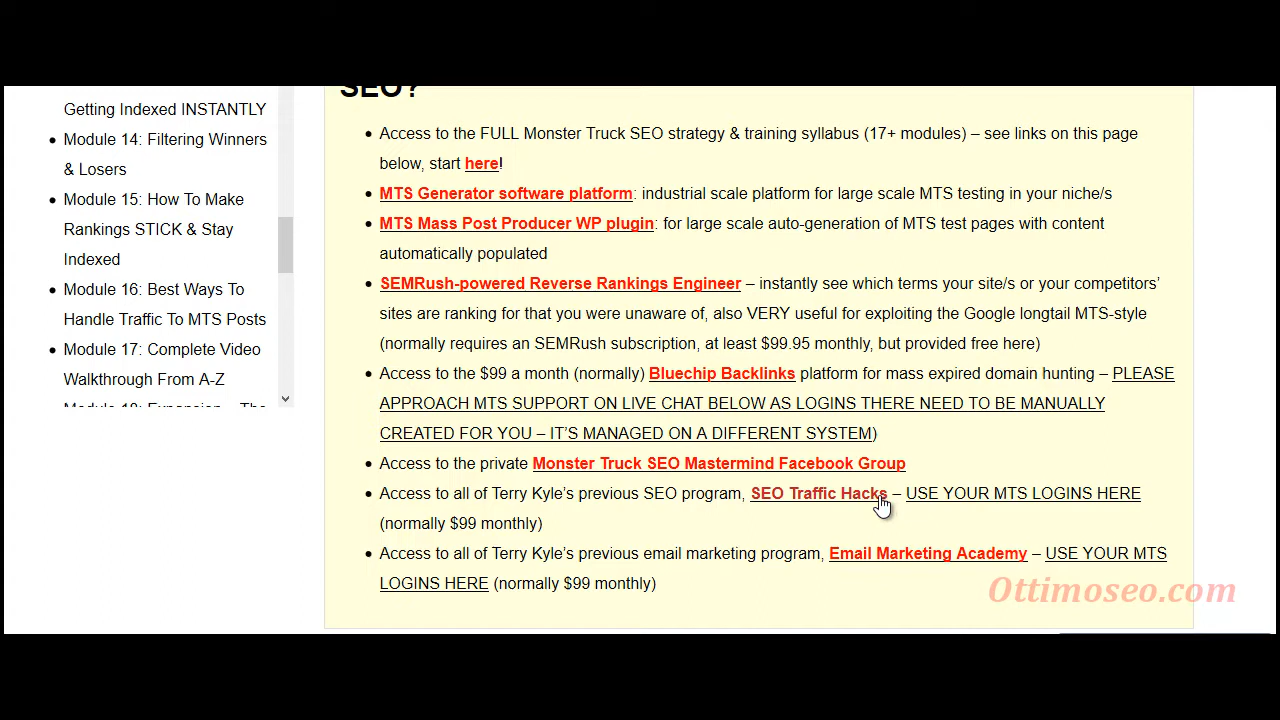 Getting Indexed INSTANTLY
Module 14: Filtering Winners
& Losers
Module 15: How To Make
Rankings STICK & Stay
Indexed
Module 16: Best Ways To
Handle Traffic To MTS Posts
Module 17: Complete Video
Walkthrough From A-Z
Module 18: Expansion – The
SEO?
Access to the FULL Monster Truck SEO strategy & training syllabus (17+ modules) – see links on this page
below, start here!
MTS Generator software platform: industrial scale platform for large scale MTS testing in your niche/s
MTS Mass Post Producer WP plugin: for large scale auto-generation of MTS test pages with content
automatically populated
SEMRush-powered Reverse Rankings Engineer – instantly see which terms your site/s or your competitors’
sites are ranking for that you were unaware of, also VERY useful for exploiting the Google longtail MTS-style
(normally requires an SEMRush subscription, at least $99.95 monthly, but provided free here)
Access to the $99 a month (normally) Bluechip Backlinks platform for mass expired domain hunting – PLEASE
APPROACH MTS SUPPORT ON LIVE CHAT BELOW AS LOGINS THERE NEED TO BE MANUALLY
CREATED FOR YOU – IT’S MANAGED ON A DIFFERENT SYSTEM)
Access to the private Monster Truck SEO Mastermind Facebook Group
Access to all of Terry Kyle’s previous SEO program, SEO Traffic Hacks – USE YOUR MTS LOGINS HERE
(normally $99 monthly)
Access to all of Terry Kyle’s previous email marketing program, Email Marketing Academy – USE YOUR MTS
LOGINS HERE (normally $99 monthly)
Ottimoseo.com